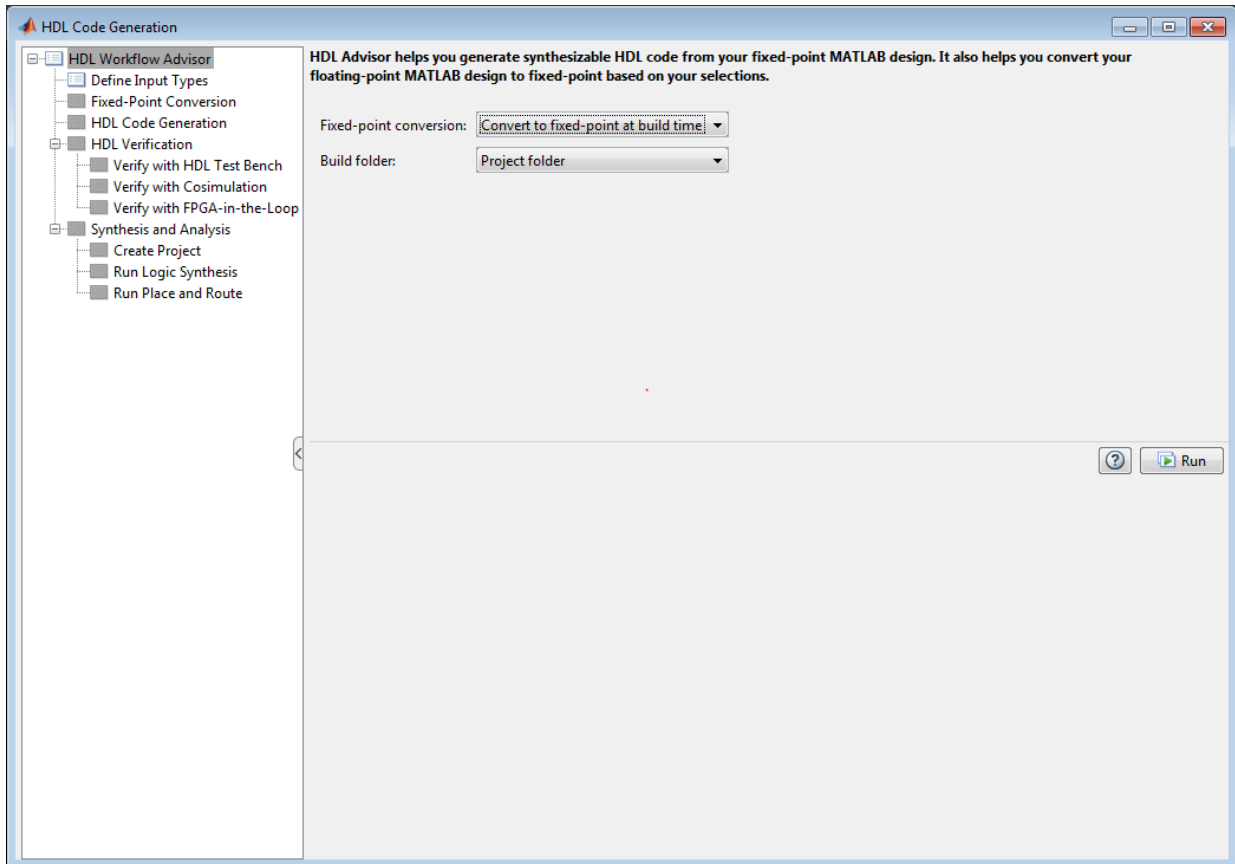 HDL Code Generation
HDL Workflow Advisor
Define Input Types
Fixed-Point Conversion
HDL Code Generation
HDL Verification
Verify with HDL Test Bench
Verify with Cosimulation
Verify with FPGA-in-the-Loop
Synthesis and Analysis
Create Project
Run Logic Synthesis
Run Place and Route
HDL Advisor helps you generate synthesizable HDL code from your fixed-point MATLAB design. It also helps you convert your
floating-point MATLAB design to fixed-point based on your selections.
Fixed-point conversion: Convert to fixed-point at build time
Build folder: Project folder
? Run